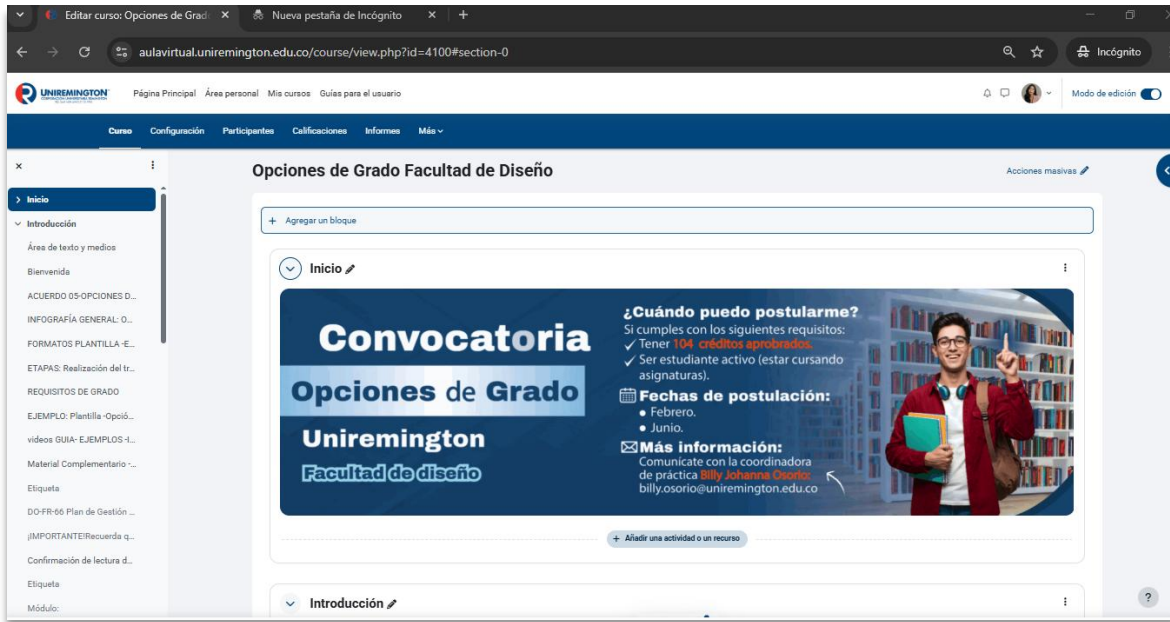 Editar curso: Opciones de Grad
Nueva pestaña de Incógnito
aulavirtual.uniremington.edu.co/course/view.php?id=4100#section-0
Incógnito
UNIREMINGTON
Página Principal Área personal Mis cursos Guías para el usuario
Modo de edición
Curso Configuración Participantes Calificaciones Informes Más
Opciones de Grado Facultad de Diseño
Acciones masivas
Inicio
Introducción
Área de texto y medios
Bienvenida
ACUERDO 05-OPCIONES D...
INFOGRAFÍA GENERAL: O...
FORMATOS PLANTILLA -E...
ETAPAS: Realización del tr...
REQUISITOS DE GRADO
EJEMPLO: Plantilla -Opció...
videos GUIA- EJEMPLOS -I...
Material Complementario -...
Etiqueta
DO-FR-66 Plan de Gestión ...
¡IMPORTANTE!Recuerda q...
Confirmación de lectura d...
Etiqueta
Módulo:
+ Agregar un bloque
Inicio
Convocatoria
Opciones de Grado
Uniremington
Facultad de diseño
¿Cuándo puedo postularme?
Si cumples con los siguientes requisitos:
✓ Tener 104 créditos aprobrados.
✓ Ser estudiante activo (estar cursando
asignaturas).
Fechas de postulación:
• Febrero.
• Junio.
Más información:
Comunícate con la coordinadora
de práctica Billy Johanna Osorio:
billy.osorio@uniremington.edu.co
+ Añadir una actividad o un recurso
Introducción
?